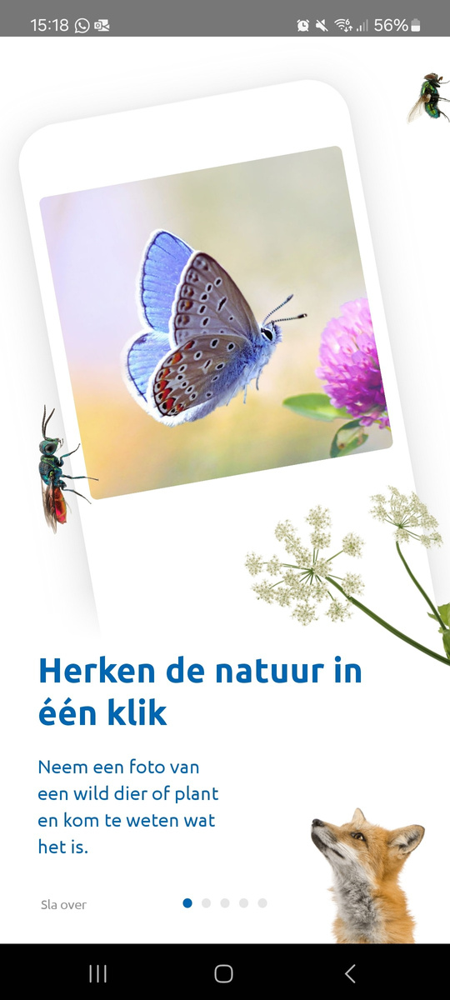 15:18 56%
Herken de natuur in
één klik
Neem een foto van
een wild dier of plant
en kom te weten wat
het is.
Sla over